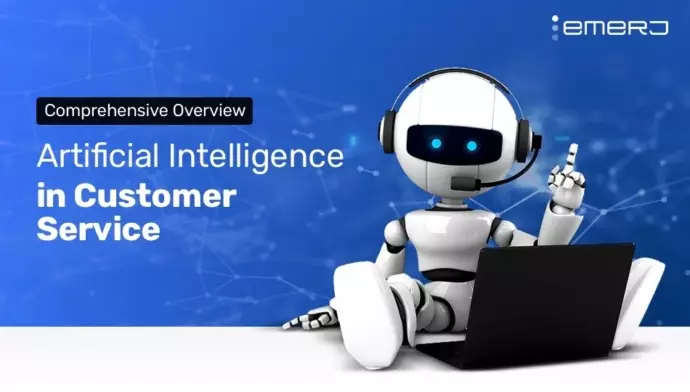 emerj
Comprehensive Overview
Artificial Intelligence
in Customer
Service